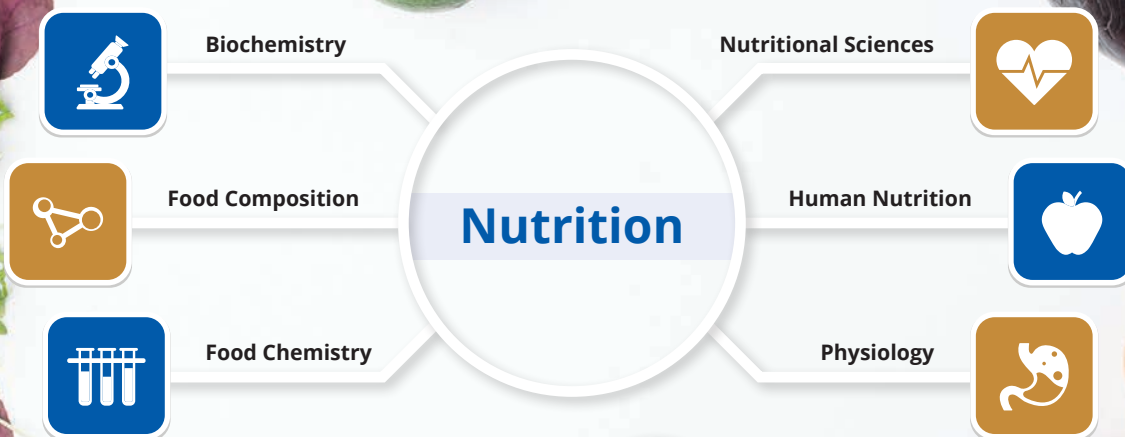 Biochemistry
Nutritional Sciences
Food Composition
Human Nutrition
Nutrition
Food Chemistry
Physiology